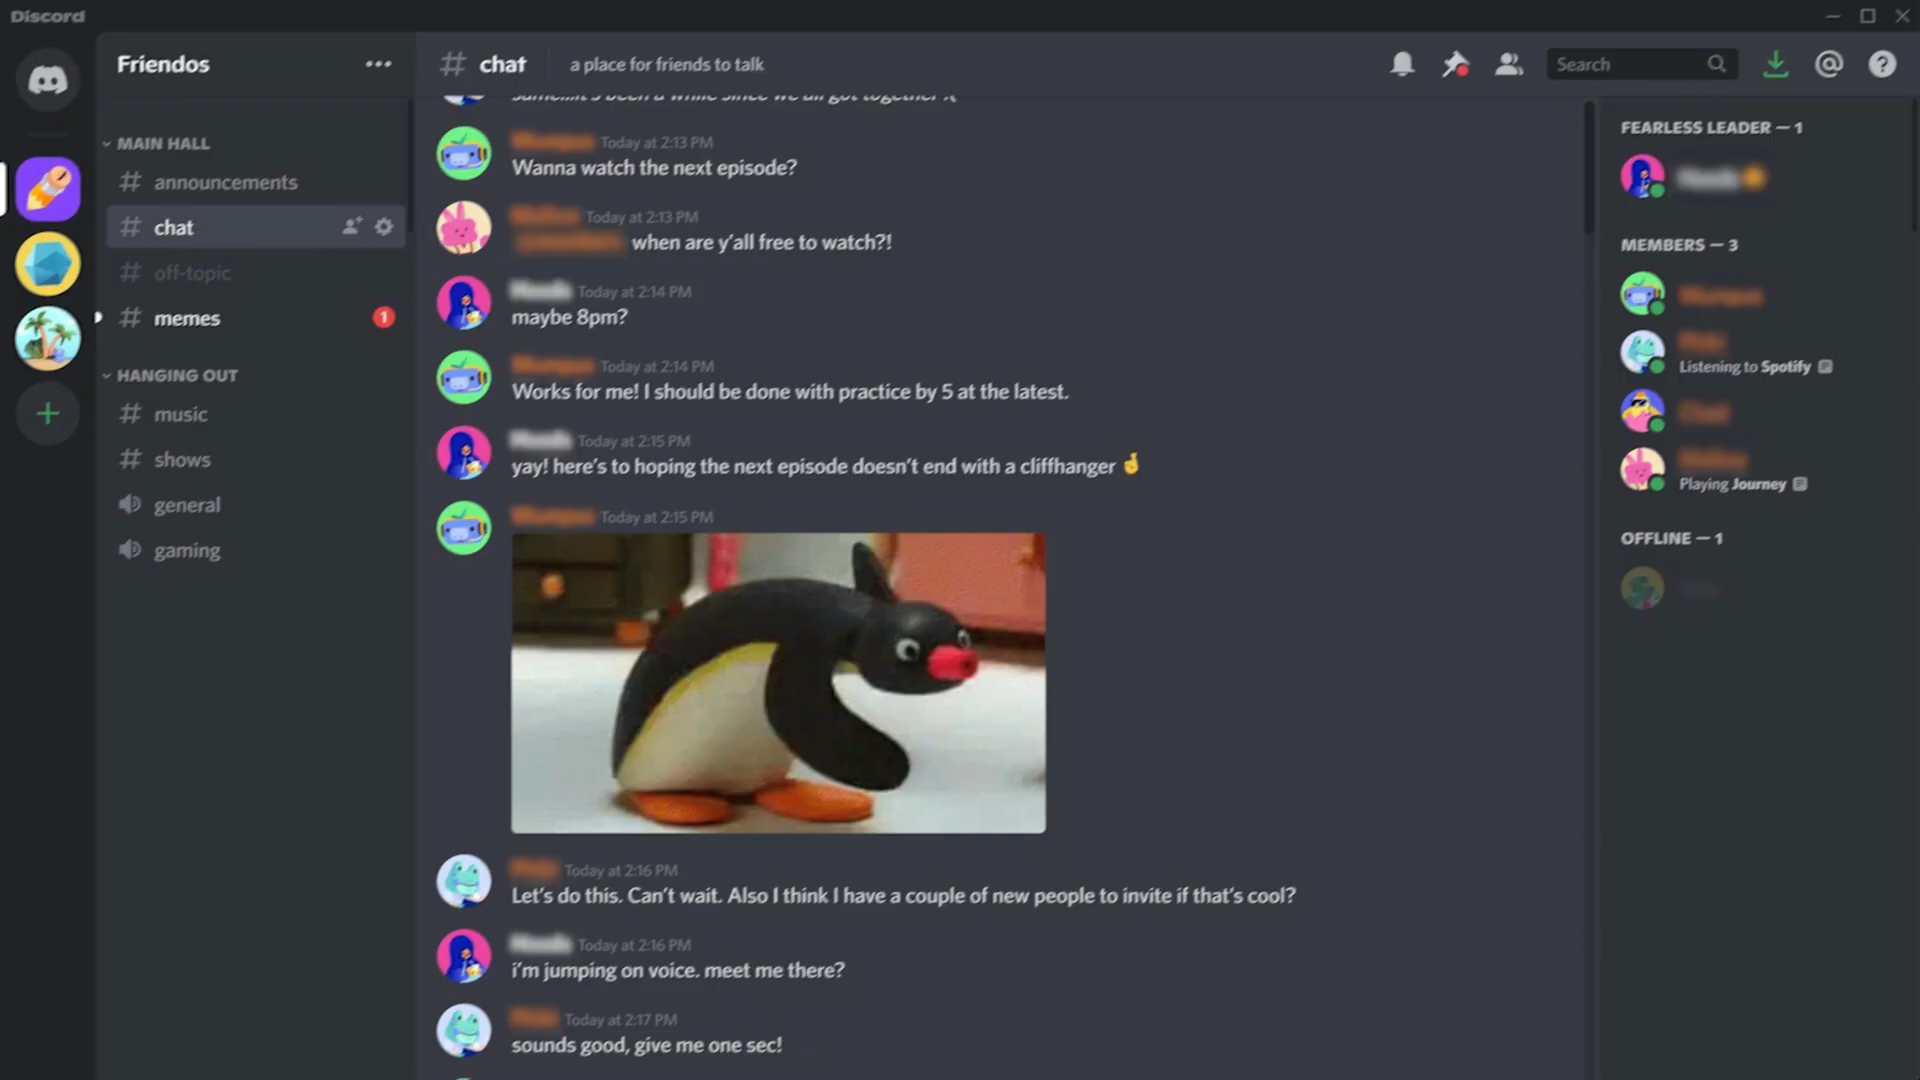 Discord
Friendos
chat
a place for friends to talk
Search
MAIN HALL
announcements
chat
off-topic
memes
1
HANGING OUT
music
shows
general
gaming
Today at 2:13 PM
Wanna watch the next episode?
Today at 2:13 PM
when are y'all free to watch?!
Today at 2:14 PM
maybe 8pm?
Today at 2:14 PM
Works for me! I should be done with practice by 5 at the latest.
Today at 2:15 PM
yay! here's to hoping the next episode doesn't end with a cliffhanger 🤞
Today at 2:15 PM
Today at 2:16 PM
Let's do this. Can't wait. Also I think I have a couple of new people to invite if that's cool?
Today at 2:16 PM
i'm jumping on voice. meet me there?
Today at 2:17 PM
sounds good, give me one sec!
FEARLESS LEADER — 1
MEMBERS — 3
Listening to Spotify
Playing Journey
OFFLINE — 1